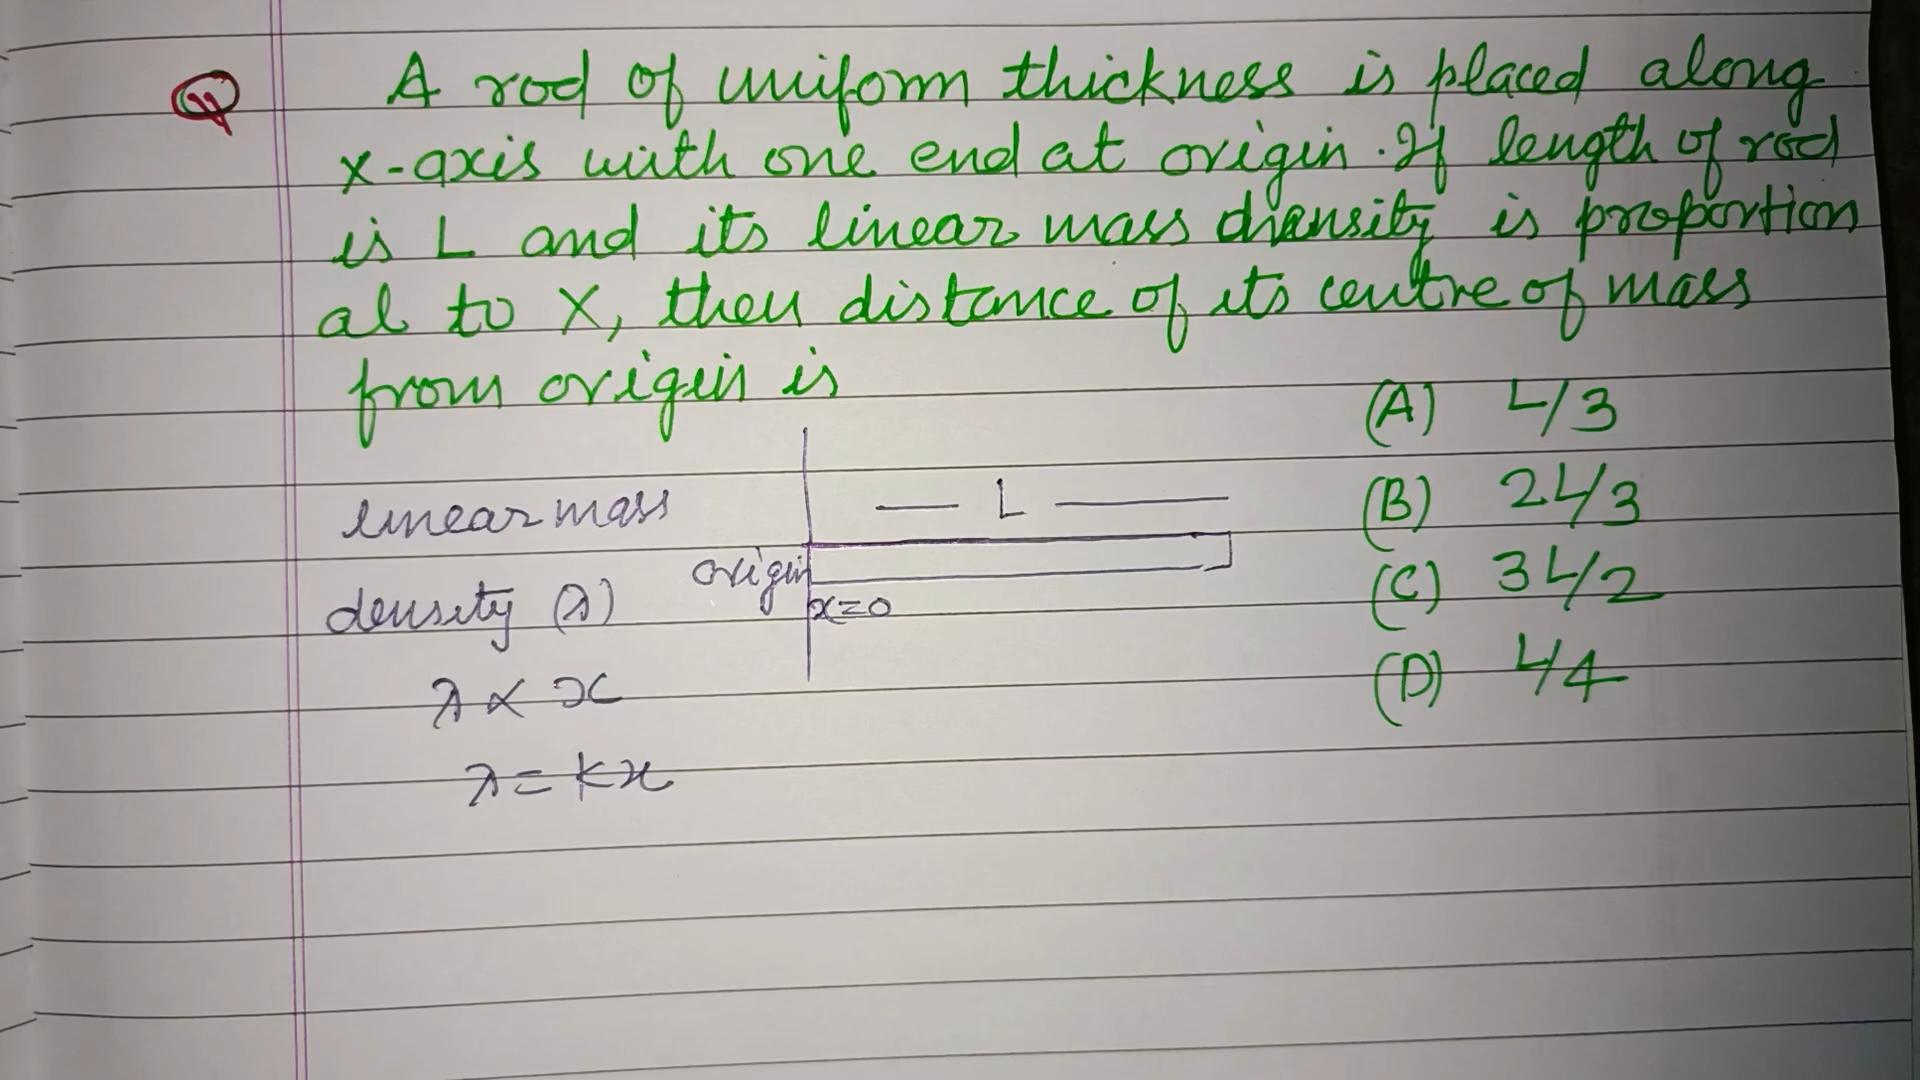 Q A rod of uniform thickness is placed along
x-axis with one end at origin. If length of rod
is L and its linear mass density is proportion
al to x, then distance of its centre of mass
from origin is
(A) L/3
linear mass
— L —
(B) 2L/3
origin
density (λ)
x=0
(C) 3L/2
λ ∝ x
(D) L/4
λ = kx